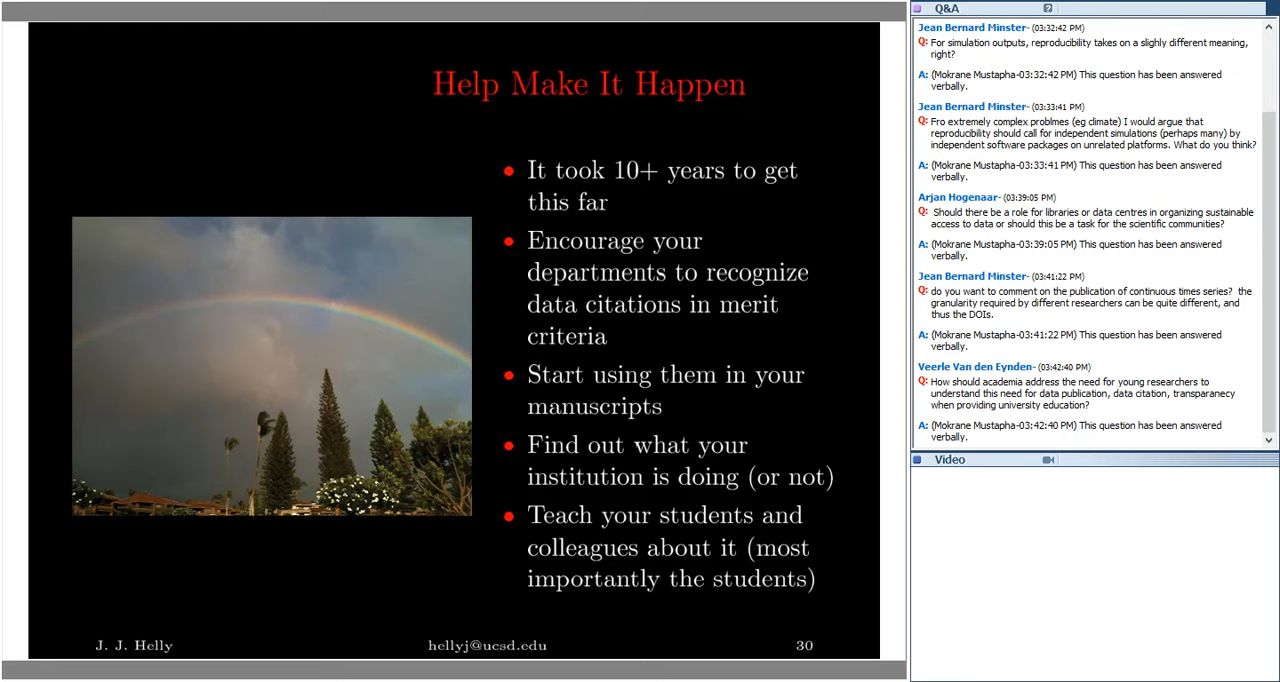 Help Make It Happen
• It took 10+ years to get
this far
• Encourage your
departments to recognize
data citations in merit
criteria
• Start using them in your
manuscripts
• Find out what your
institution is doing (or not)
• Teach your students and
colleagues about it (most
importantly the students)
J. J. Helly
hellyj@ucsd.edu
30
Q&A
?
Jean Bernard Minster- (03:32:42 PM)
Q: For simulation outputs, reproducibility takes on a slighly different meaning,
right?
A: (Mokrane Mustapha-03:32:42 PM) This question has been answered
verbally.
Jean Bernard Minster- (03:33:41 PM)
Q: Fro extremely complex problmes (eg climate) I would argue that
reproducibility should call for independent simulations (perhaps many) by
independent software packages on unrelated platforms. What do you think?
A: (Mokrane Mustapha-03:33:41 PM) This question has been answered
verbally.
Arjan Hogenaar- (03:39:05 PM)
Q: Should there be a role for libraries or data centres in organizing sustainable
access to data or should this be a task for the scientific communities?
A: (Mokrane Mustapha-03:39:05 PM) This question has been answered
verbally.
Jean Bernard Minster- (03:41:22 PM)
Q: do you want to comment on the publication of continuous times series? the
granularity required by different researchers can be quite different, and
thus the DOIs.
A: (Mokrane Mustapha-03:41:22 PM) This question has been answered
verbally.
Veerle Van den Eynden- (03:42:40 PM)
Q: How should academia address the need for young researchers to
understand this need for data publication, data citation, transparanecy
when providing university education?
A: (Mokrane Mustapha-03:42:40 PM) This question has been answered
verbally.
Video